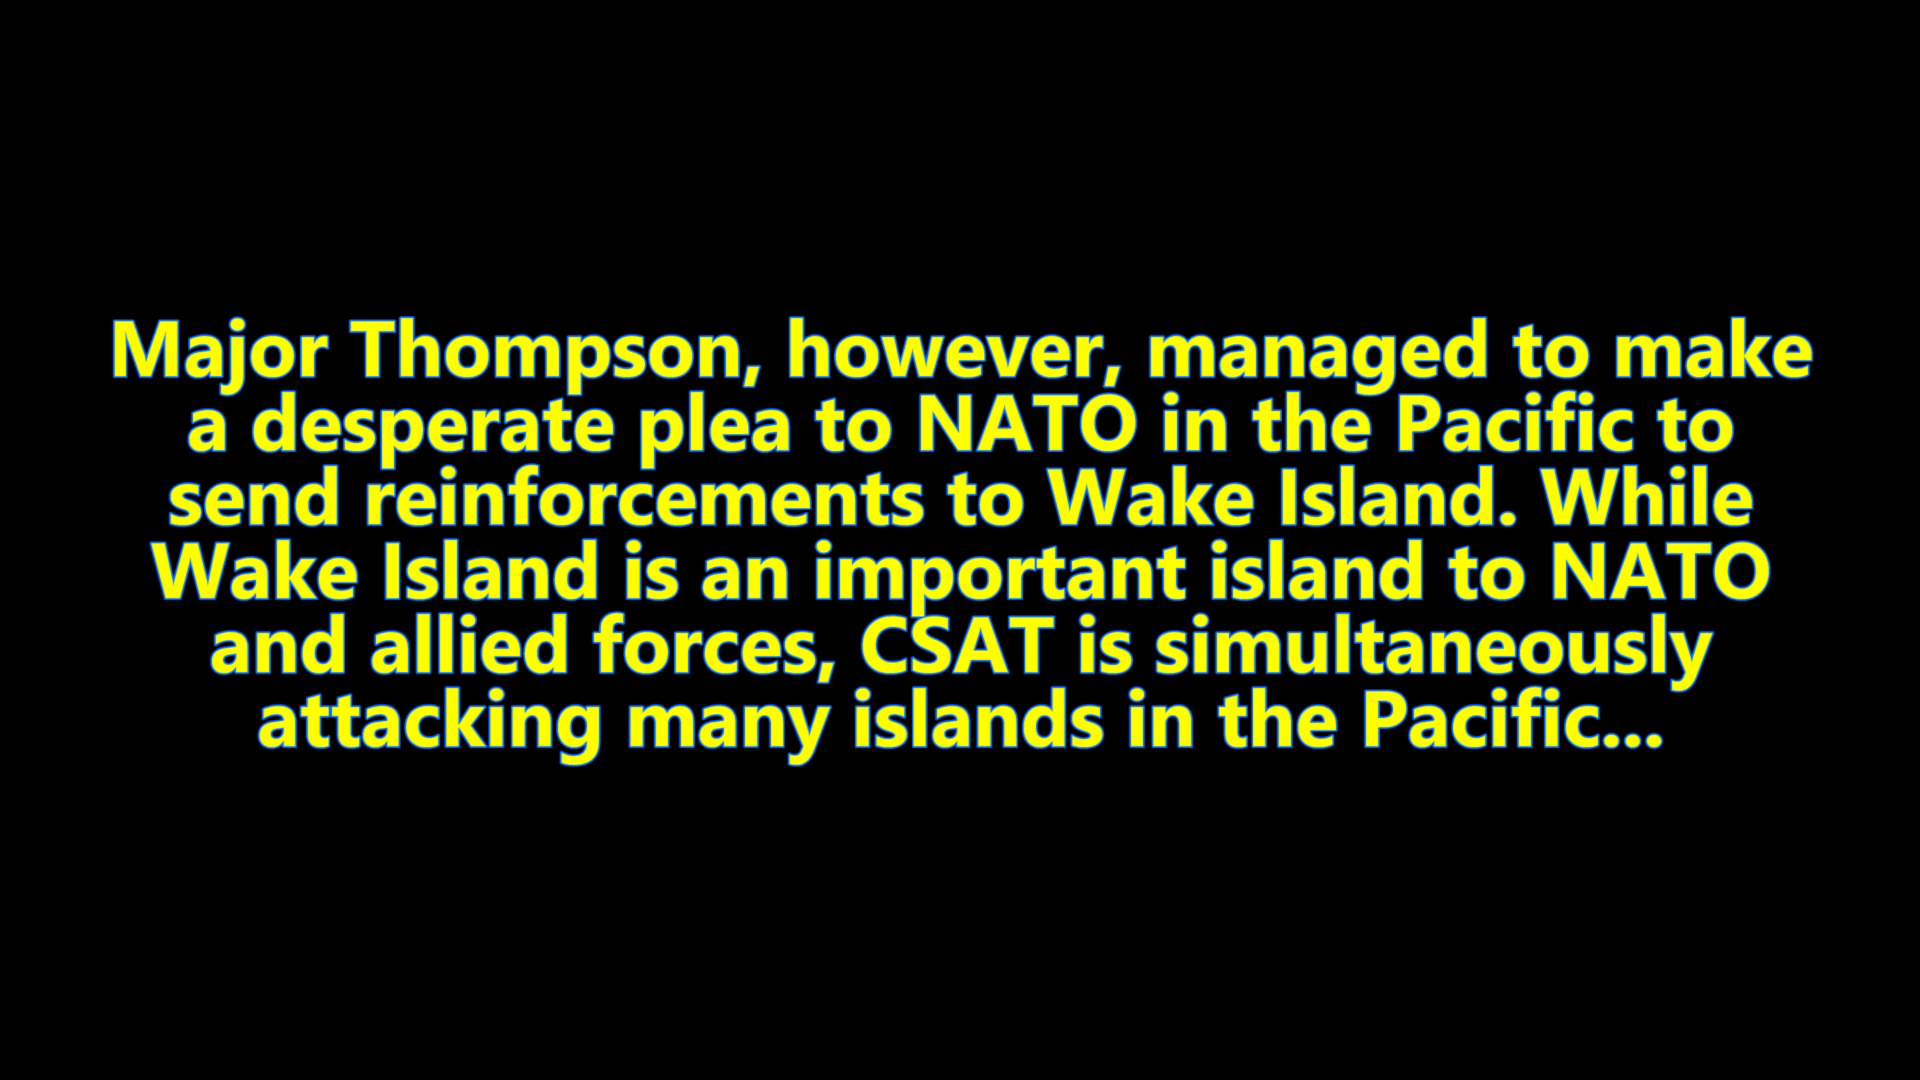 Major Thompson, however, managed to make
a desperate plea to NATO in the Pacific to
send reinforcements to Wake Island. While
Wake Island is an important island to NATO
and allied forces, CSAT is simultaneously
attacking many islands in the Pacific...